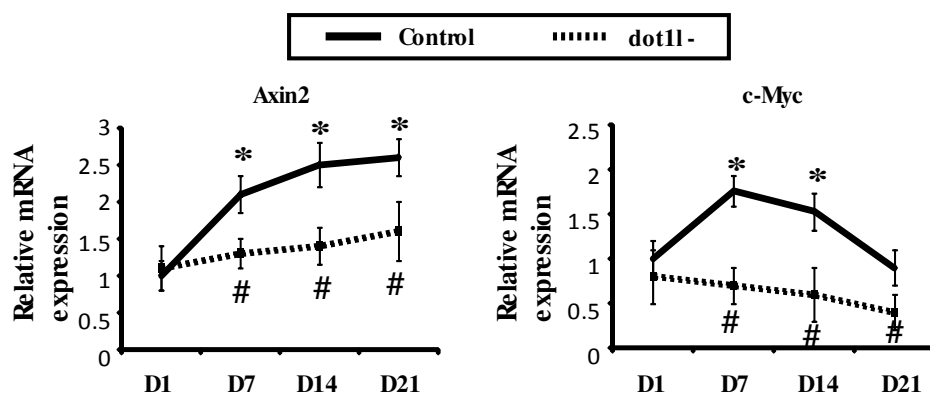 Control dot1l -
Axin2
Relative mRNA
expression
3
2.5
2
1.5
1
0.5
0
* * *
# # #
D1 D7 D14 D21
c-Myc
Relative mRNA
expression
2.5
2
1.5
1
0.5
0
* *
# # #
D1 D7 D14 D21